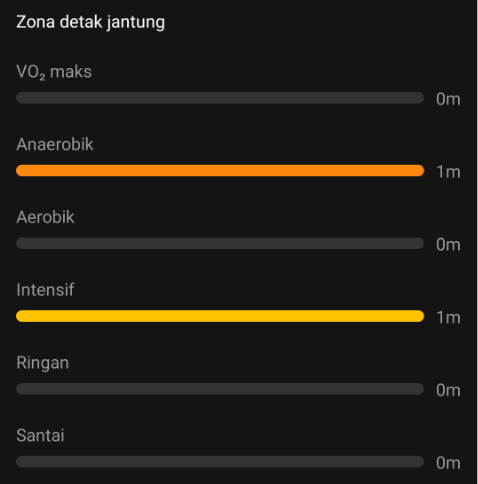 Zona detak jantung
VO₂ maks
0m
Anaerobik
1m
Aerobik
0m
Intensif
1m
Ringan
0m
Santai
0m